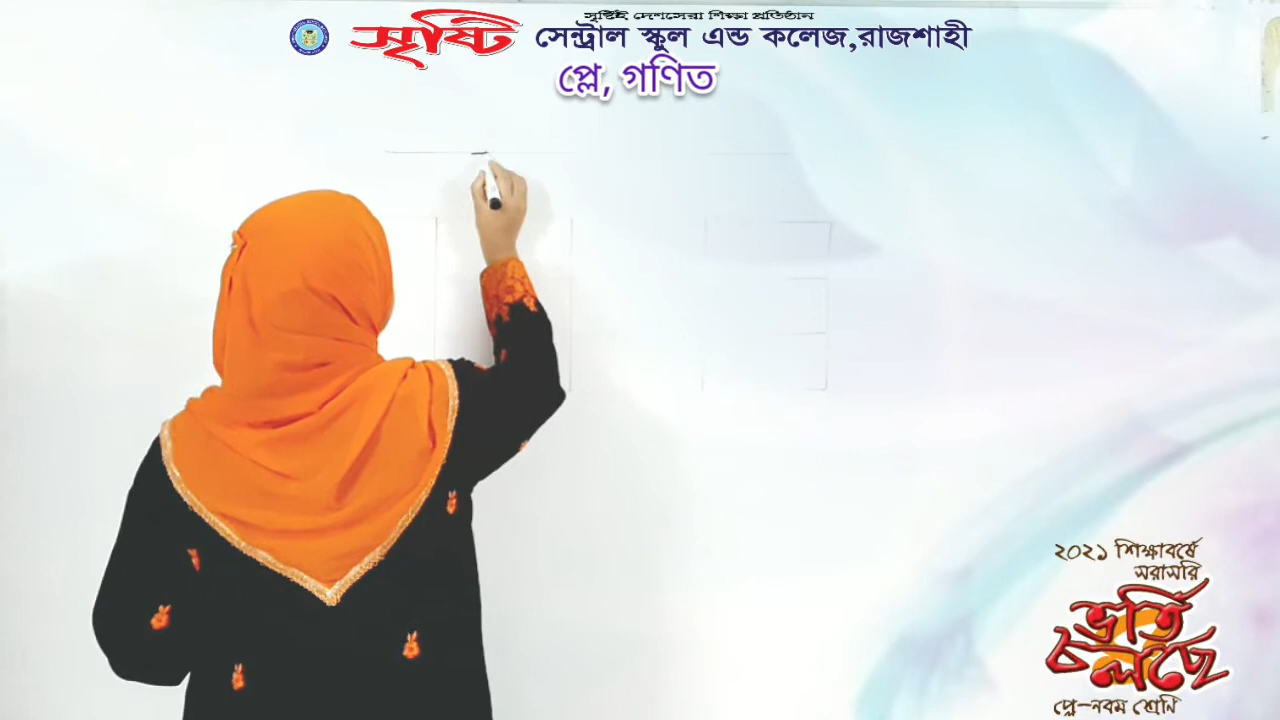 সৃষ্টিই দেশসেরা শিক্ষা প্রতিষ্ঠান
সৃষ্টি সেন্ট্রাল স্কুল এন্ড কলেজ,রাজশাহী
প্লে, গণিত
২০২১ শিক্ষাবর্ষে
সরাসরি
ভর্তি
চলছে
প্লে-নবম শ্রেণি